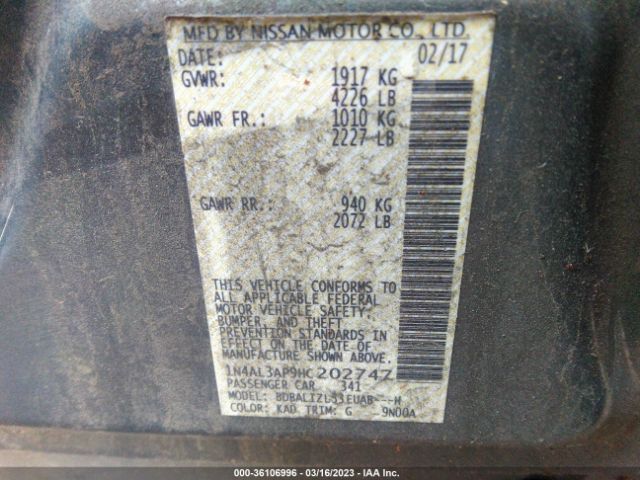 MFD BY NISSAN MOTOR CO., LTD.
DATE: 02/17
GVWR: 1917 KG
4226 LB
GAWR FR.: 1010 KG
2227 LB
GAWR RR.: 940 KG
2072 LB
THIS VEHICLE CONFORMS TO
ALL APPLICABLE FEDERAL
MOTOR VEHICLE SAFETY,
BUMPER, AND THEFT
PREVENTION STANDARDS IN
EFFECT ON THE DATE OF
MANUFACTURE SHOWN ABOVE.
1N4AL3AP9HC202747
PASSENGER CAR 341
MODEL:
COLOR: KAD TRIM: G 9N00A
000-36106996 - 03/16/2023 - IAA Inc.